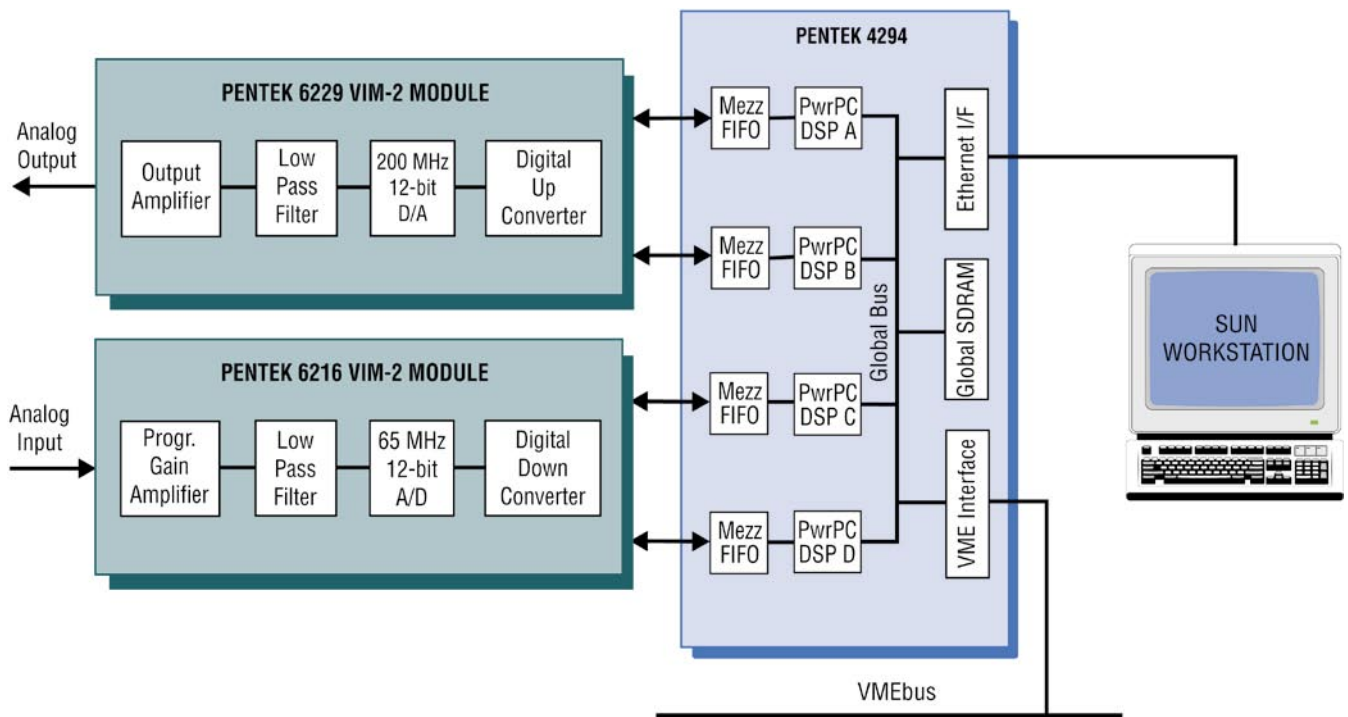 PENTEK 6229 VIM-2 MODULE
Analog
Output
Output
Amplifier
Low
Pass
Filter
200 MHz
12-bit
D/A
Digital
Up
Converter
PENTEK 6216 VIM-2 MODULE
Analog
Input
Progr.
Gain
Amplifier
Low
Pass
Filter
65 MHz
12-bit
A/D
Digital
Down
Converter
PENTEK 4294
Mezz
FIFO
PwrPC
DSP A
Mezz
FIFO
PwrPC
DSP B
Mezz
FIFO
PwrPC
DSP C
Mezz
FIFO
PwrPC
DSP D
Global Bus
Ethernet I/F
Global SDRAM
VME Interface
SUN
WORKSTATION
VMEbus